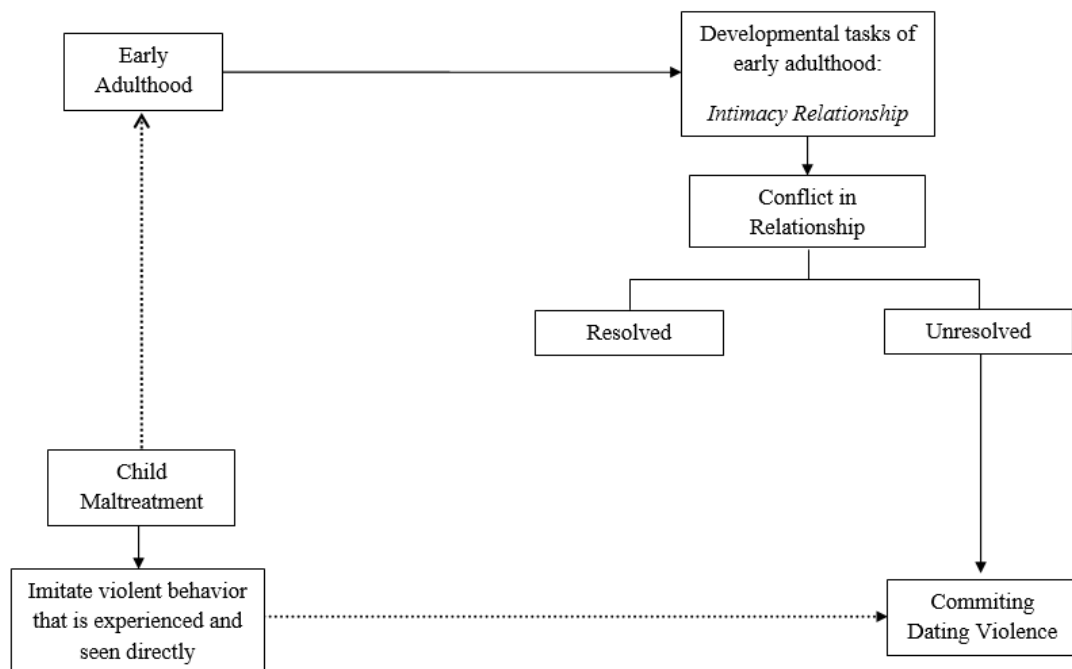 Early
Adulthood
Developmental tasks of
early adulthood:
Intimacy Relationship
Conflict in
Relationship
Resolved
Unresolved
Child
Maltreatment
Imitate violent behavior
that is experienced and
seen directly
Commiting
Dating Violence